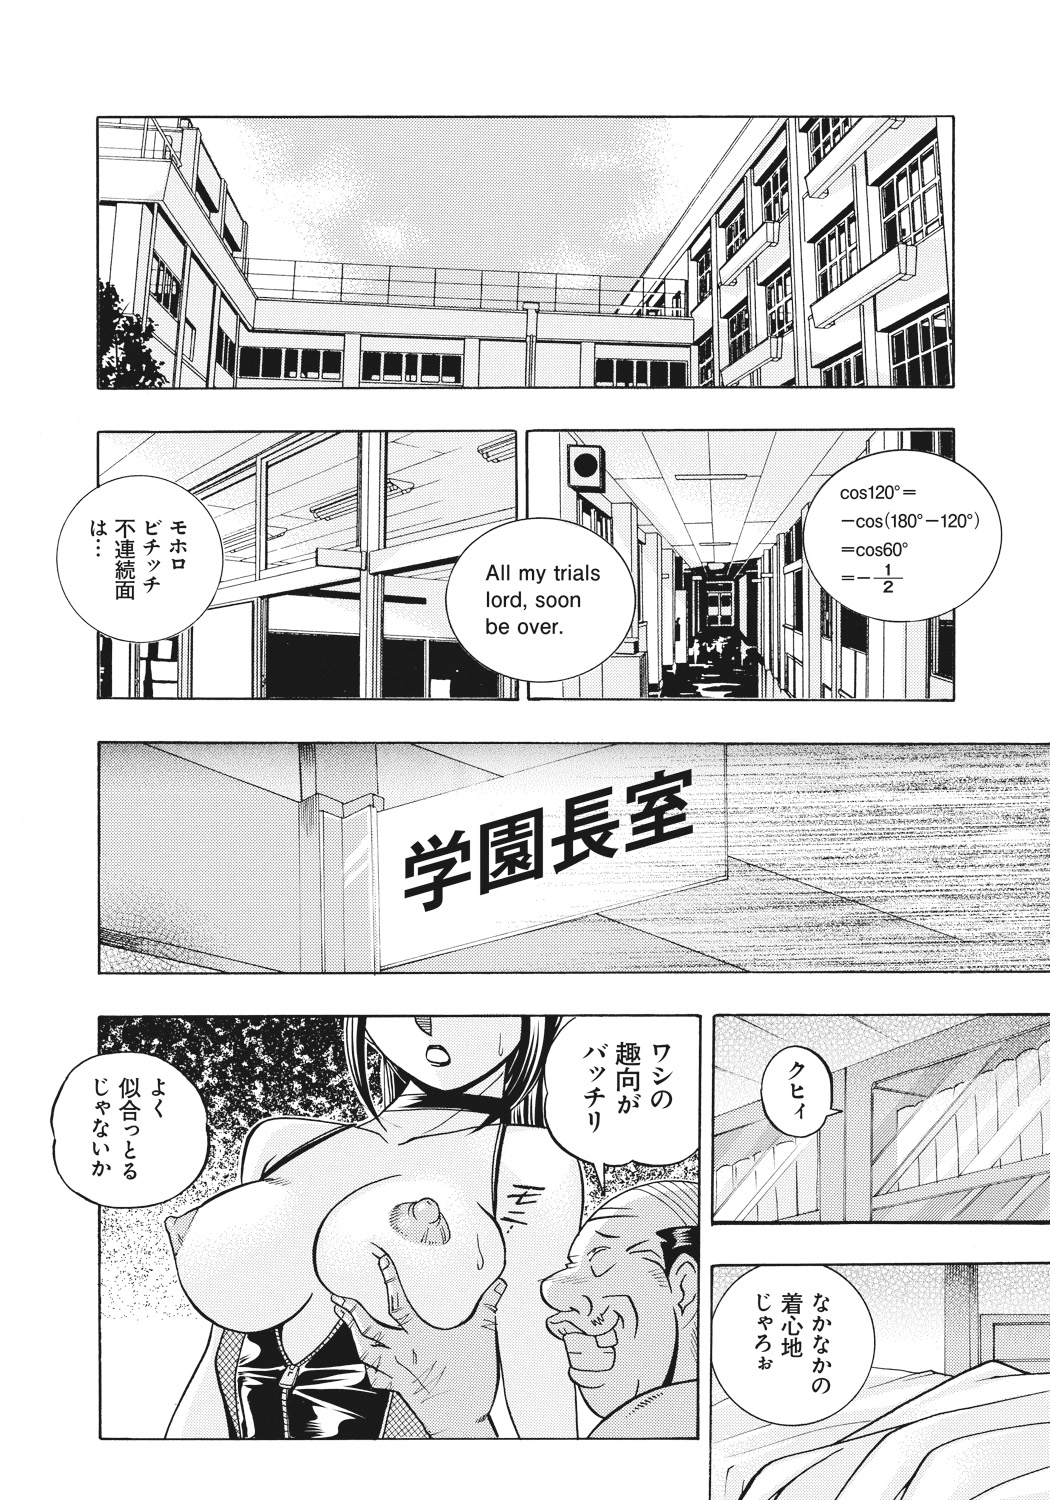 cos120°＝
−cos(180°−120°)
＝cos60°
＝− 1/2
All my trials
lord, soon
be over.
モホロ
ビチッチ
不連続面
は…
学園長室
クヒィ
なかなかの
着心地
じゃろぉ
ワシの
趣向が
バッチリ
モミ…
よく
似合っとる
じゃないか